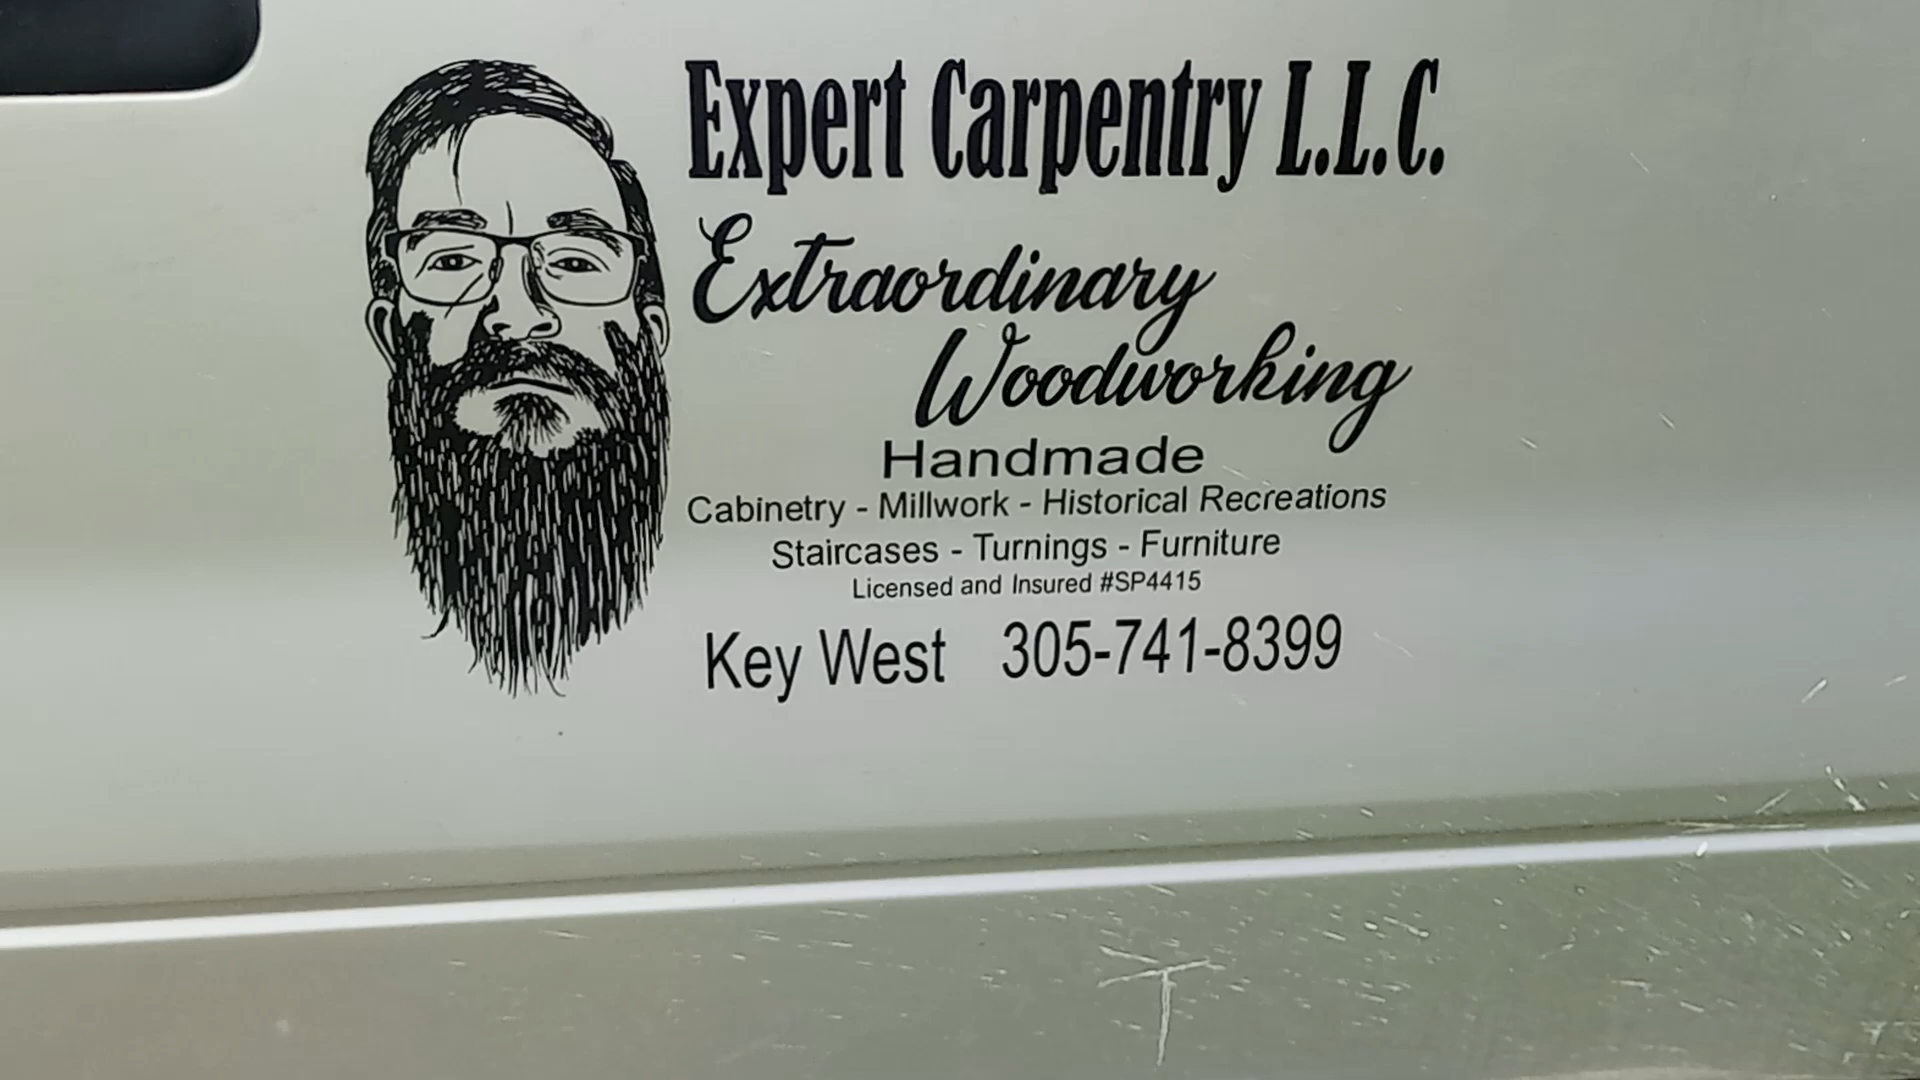 Expert Carpentry L.L.C.
Extraordinary
Woodworking
Handmade
Cabinetry - Millwork - Historical Recreations
Staircases - Turnings - Furniture
Licensed and Insured #SP4415
Key West 305-741-8399